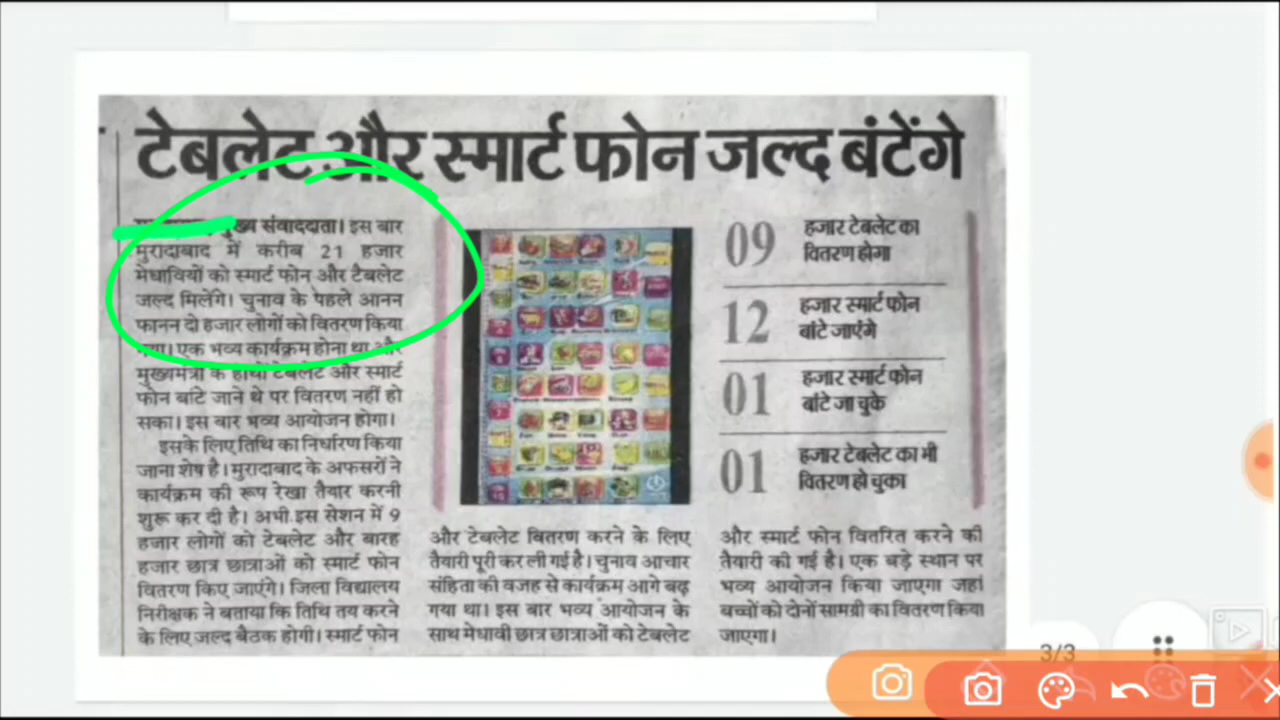 टेबलेट और स्मार्ट फोन जल्द बंटेंगे
मुख्य संवाददाता। इस बार
मुरादाबाद में करीब 21 हजार
मेधावियों को स्मार्ट फोन और टैबलेट
जल्द मिलेंगे। चुनाव के पहले आनन
फानन दो हजार लोगों को वितरण किया
गया। एक भव्य कार्यक्रम होना था और
मुख्यमंत्री के हाथों टेबलेट और स्मार्ट
फोन बांटे जाने थे पर वितरण नहीं हो
सका। इस बार भव्य आयोजन होगा।
इसके लिए तिथि का निर्धारण किया
जाना शेष है। मुरादाबाद के अफसरों ने
कार्यक्रम की रूप रेखा तैयार करनी
शुरू कर दी है। अभी इस सेशन में 9
हजार लोगों को टेबलेट और बारह
हजार छात्र छात्राओं को स्मार्ट फोन
वितरण किए जाएंगे। जिला विद्यालय
निरीक्षक ने बताया कि तिथि तय करने
के लिए जल्द बैठक होगी। स्मार्ट फोन
और टेबलेट वितरण करने के लिए
तैयारी पूरी कर ली गई है। चुनाव आचार
संहिता की वजह से कार्यक्रम आगे बढ़
गया था। इस बार भव्य आयोजन के
साथ मेधावी छात्र छात्राओं को टेबलेट
09 हजार टेबलेट का
वितरण होगा
12 हजार स्मार्ट फोन
बांटे जाएंगे
01 हजार स्मार्ट फोन
बांटे जा चुके
01 हजार टेबलेट का भी
वितरण हो चुका
और स्मार्ट फोन वितरित करने की
तैयारी की गई है। एक बड़े स्थान पर
भव्य आयोजन किया जाएगा जहां
बच्चों को दोनों सामग्री का वितरण किया
जाएगा।
3/3